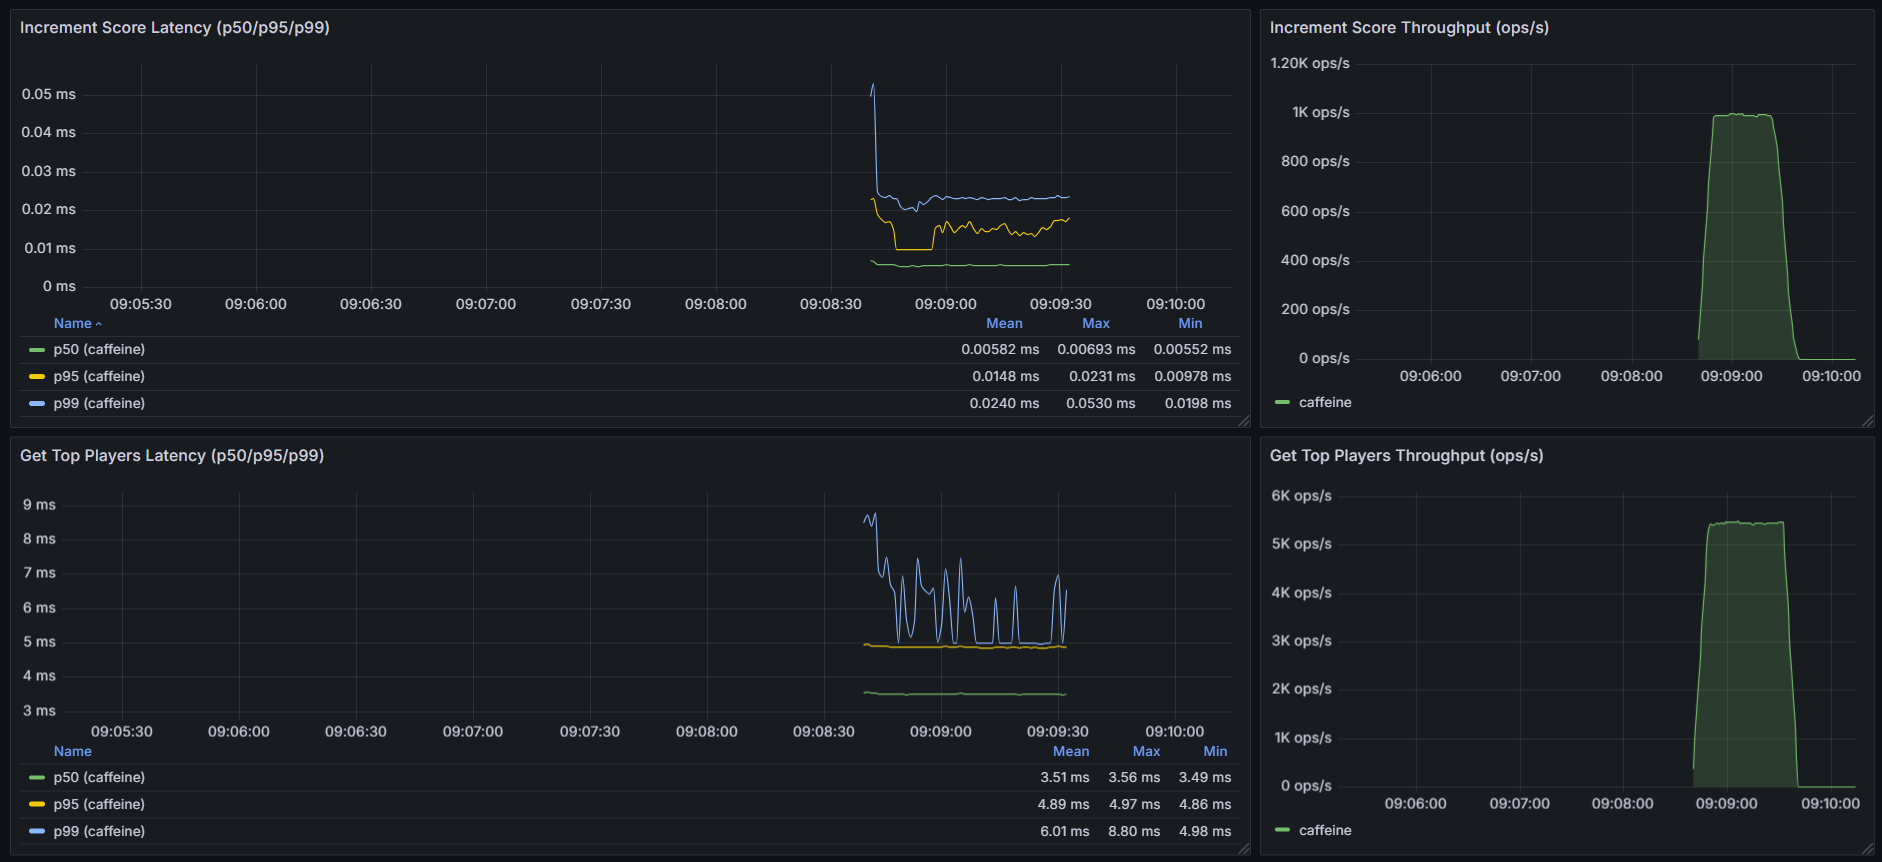 Increment Score Latency (p50/p95/p99)
0.05 ms
0.04 ms
0.03 ms
0.02 ms
0.01 ms
0 ms
09:05:30 09:06:00 09:06:30 09:07:00 09:07:30 09:08:00 09:08:30 09:09:00 09:09:30 09:10:00
Name Mean Max Min
p50 (caffeine) 0.00582 ms 0.00693 ms 0.00552 ms
p95 (caffeine) 0.0148 ms 0.0231 ms 0.00978 ms
p99 (caffeine) 0.0240 ms 0.0530 ms 0.0198 ms
Increment Score Throughput (ops/s)
1.20K ops/s
1K ops/s
800 ops/s
600 ops/s
400 ops/s
200 ops/s
0 ops/s
09:06:00 09:07:00 09:08:00 09:09:00 09:10:00
caffeine
Get Top Players Latency (p50/p95/p99)
9 ms
8 ms
7 ms
6 ms
5 ms
4 ms
3 ms
09:05:30 09:06:00 09:06:30 09:07:00 09:07:30 09:08:00 09:08:30 09:09:00 09:09:30 09:10:00
Name Mean Max Min
p50 (caffeine) 3.51 ms 3.56 ms 3.49 ms
p95 (caffeine) 4.89 ms 4.97 ms 4.86 ms
p99 (caffeine) 6.01 ms 8.80 ms 4.98 ms
Get Top Players Throughput (ops/s)
6K ops/s
5K ops/s
4K ops/s
3K ops/s
2K ops/s
1K ops/s
0 ops/s
09:06:00 09:07:00 09:08:00 09:09:00 09:10:00
caffeine